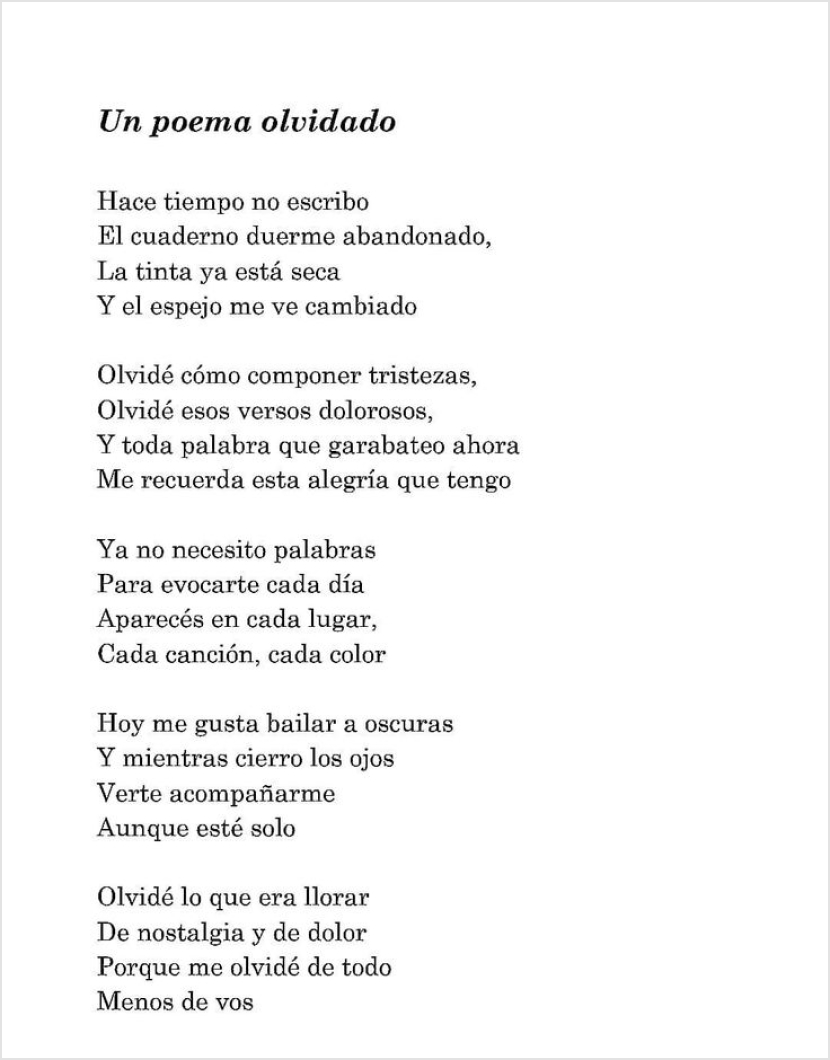 Un poema olvidado
Hace tiempo no escribo
El cuaderno duerme abandonado,
La tinta ya está seca
Y el espejo me ve cambiado
Olvidé cómo componer tristezas,
Olvidé esos versos dolorosos,
Y toda palabra que garabateo ahora
Me recuerda esta alegría que tengo
Ya no necesito palabras
Para evocarte cada día
Aparecés en cada lugar,
Cada canción, cada color
Hoy me gusta bailar a oscuras
Y mientras cierro los ojos
Verte acompañarme
Aunque esté solo
Olvidé lo que era llorar
De nostalgia y de dolor
Porque me olvidé de todo
Menos de vos